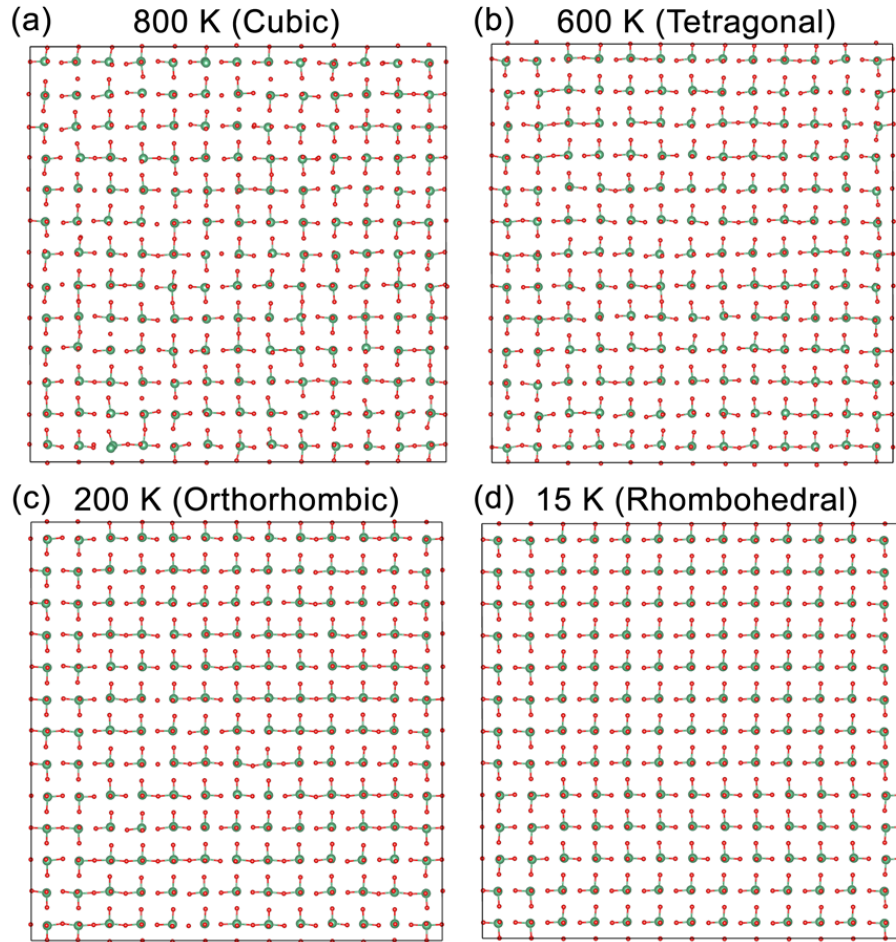 (a) 800 K (Cubic)
(b) 600 K (Tetragonal)
(c) 200 K (Orthorhombic)
(d) 15 K (Rhombohedral)